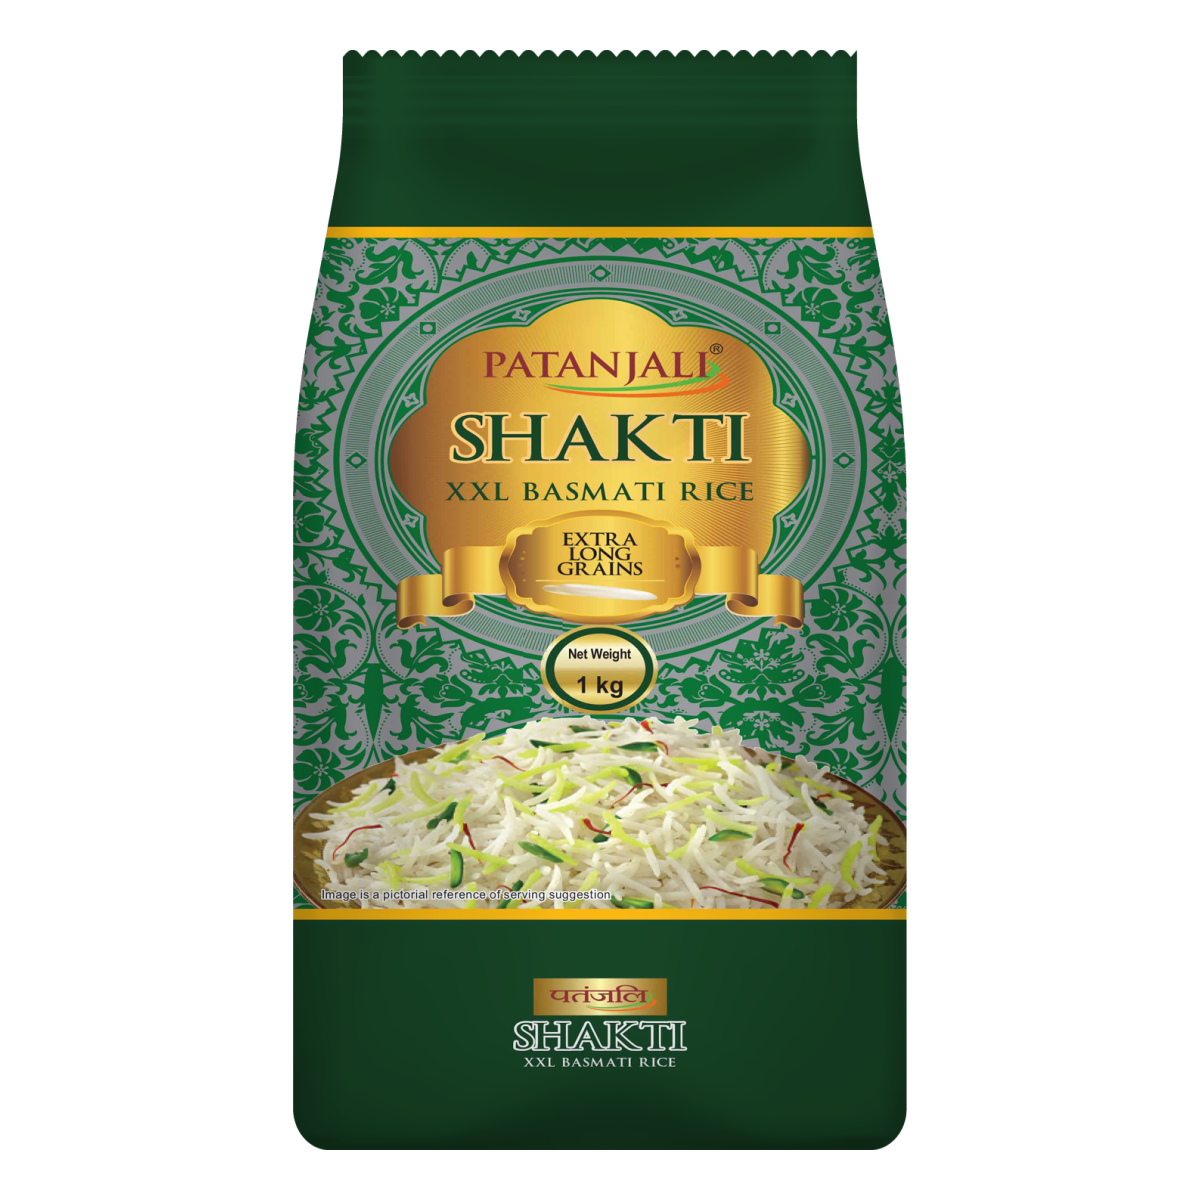 PATANJALI®
SHAKTI
XXL BASMATI RICE
EXTRA
LONG
GRAINS
Net Weight
1 kg
Image is a pictorial reference of serving suggestion
पतंजलि
SHAKTI
XXL BASMATI RICE